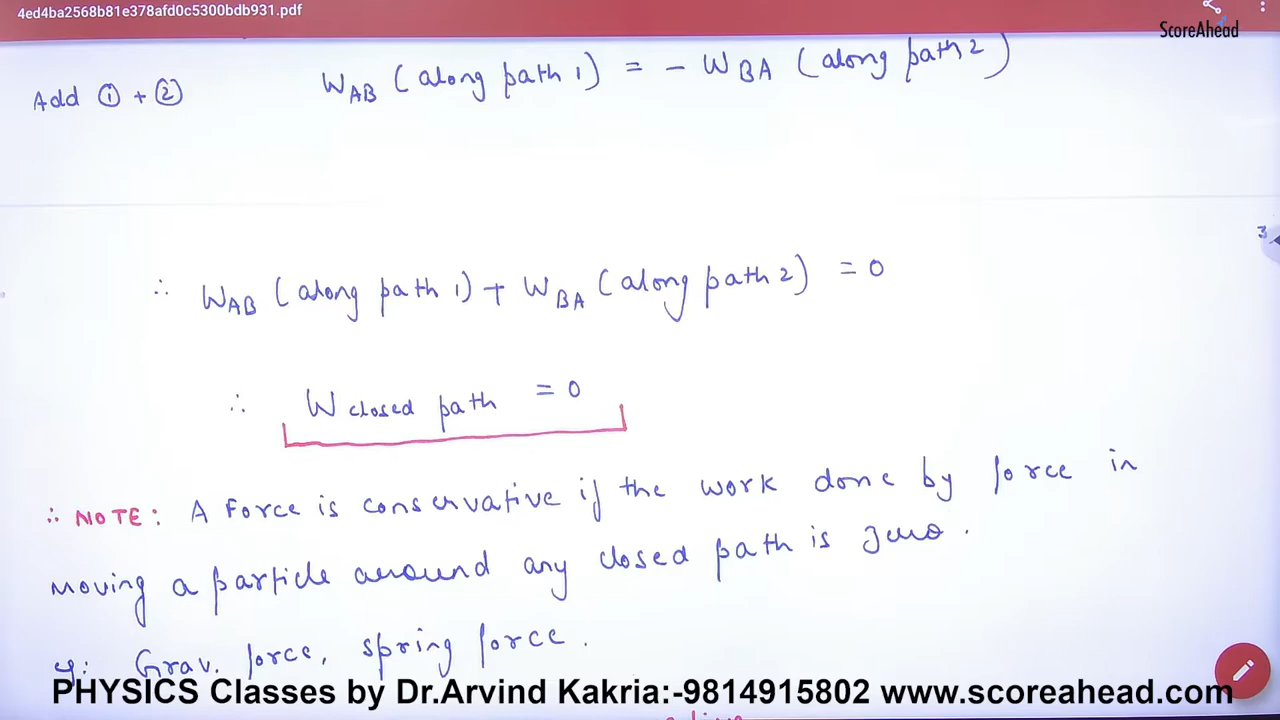 4ed4ba2568b81e378afd0c5300bdb931.pdf
ScoreAhead
Add ① + ② W_AB (along path 1) = - W_BA (along path 2)
3
∴ W_AB (along path 1) + W_BA (along path 2) = 0
∴ W closed path = 0
∴ NOTE: A Force is conservative if the work done by force in
moving a particle around any closed path is zero.
eg: Grav. force, spring force.
PHYSICS Classes by Dr.Arvind Kakria:-9814915802 www.scoreahead.com